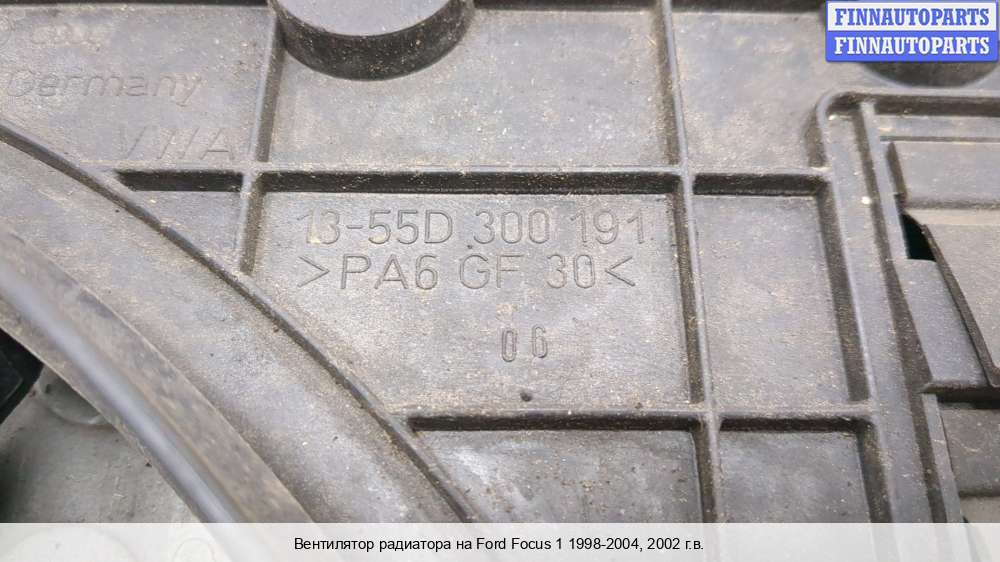 FINNAUTOPARTS
FINNAUTOPARTS
Germany
VWA
13-55D 300 191
>PA6 GF 30<
06
Вентилятор радиатора на Ford Focus 1 1998-2004, 2002 г.в.